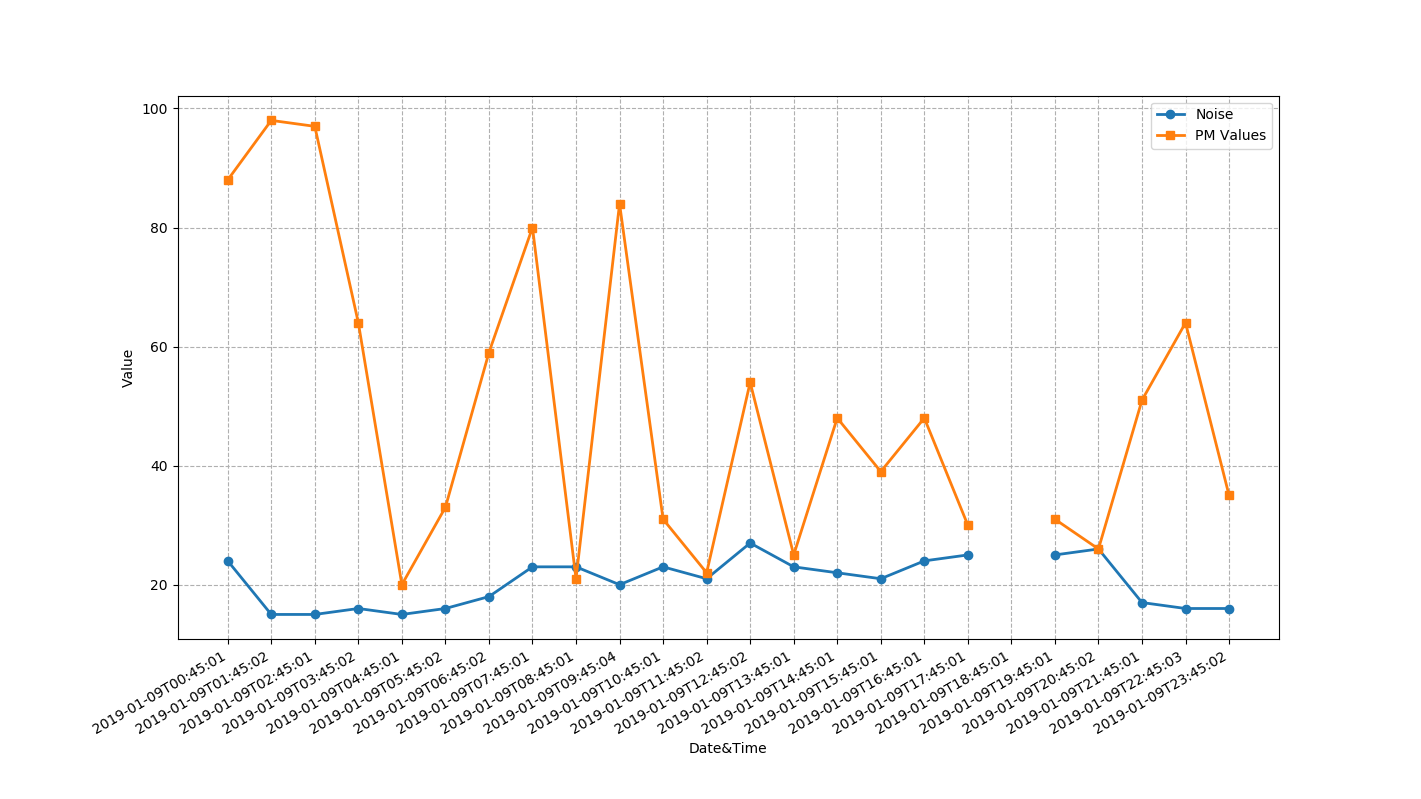 100
80
60
40
20
Value
Noise
PM Values
2019-01-09T00:45:01
2019-01-09T01:45:02
2019-01-09T02:45:01
2019-01-09T03:45:02
2019-01-09T04:45:01
2019-01-09T05:45:02
2019-01-09T06:45:02
2019-01-09T07:45:01
2019-01-09T08:45:01
2019-01-09T09:45:04
2019-01-09T10:45:01
2019-01-09T11:45:02
2019-01-09T12:45:02
2019-01-09T13:45:01
2019-01-09T14:45:01
2019-01-09T15:45:01
2019-01-09T16:45:01
2019-01-09T17:45:01
2019-01-09T18:45:01
2019-01-09T19:45:01
2019-01-09T20:45:02
2019-01-09T21:45:01
2019-01-09T22:45:03
2019-01-09T23:45:02
Date&Time